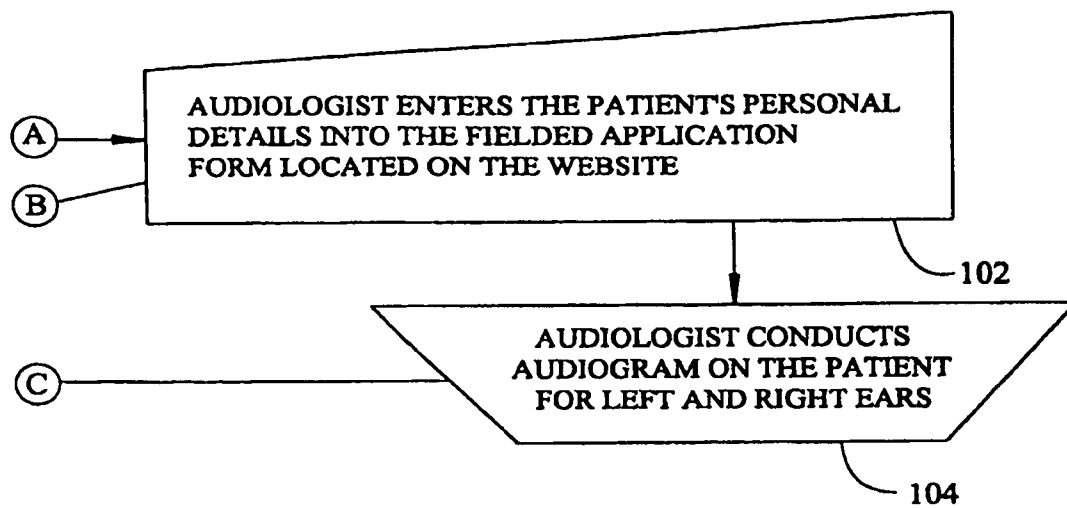 AUDIOLOGIST ENTERS THE PATIENT'S PERSONAL
DETAILS INTO THE FIELDED APPLICATION
FORM LOCATED ON THE WEBSITE
A
B
102
AUDIOLOGIST CONDUCTS
AUDIOGRAM ON THE PATIENT
FOR LEFT AND RIGHT EARS
C
104